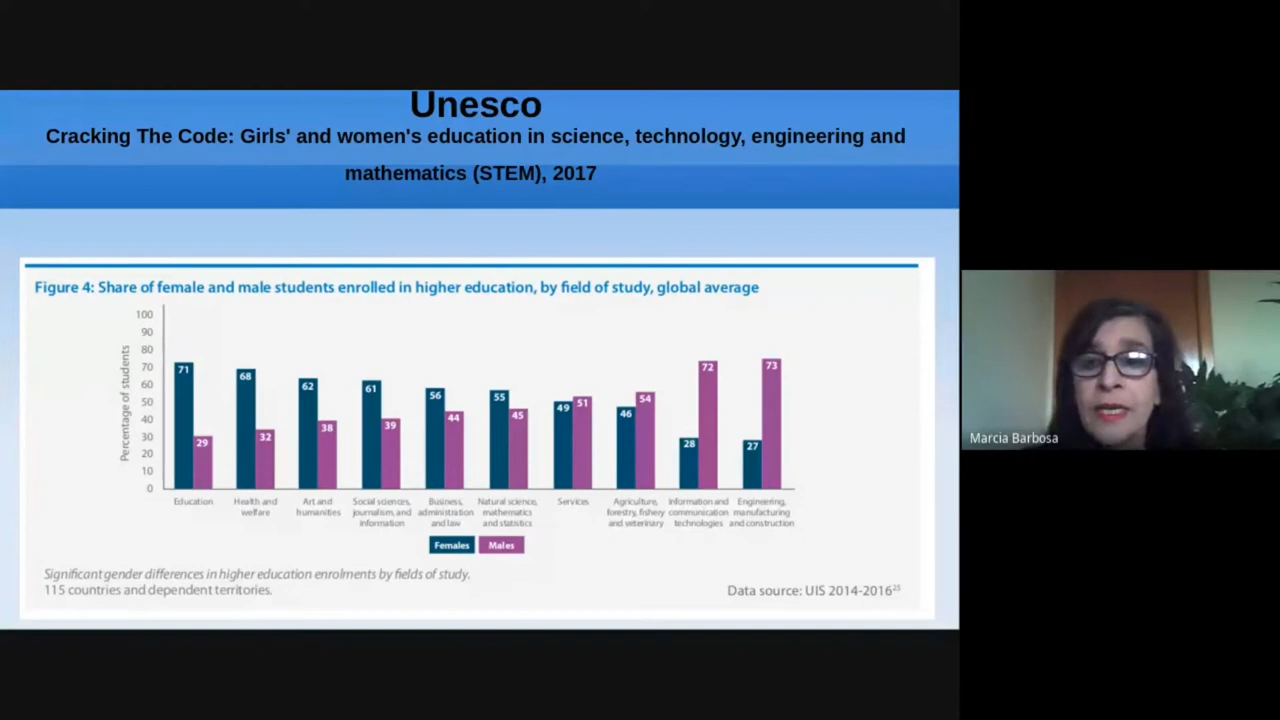 Unesco
Cracking The Code: Girls' and women's education in science, technology, engineering and
mathematics (STEM), 2017
Figure 4: Share of female and male students enrolled in higher education, by field of study, global average
Percentage of students
100
90
80
70
60
50
40
30
20
10
0
71
29
68
32
62
38
61
39
56
44
55
45
49
51
46
54
28
72
27
73
Education
Health and
welfare
Art and
humanities
Social sciences,
journalism, and
information
Business,
administration
and law
Natural science,
mathematics
and statistics
Services
Agriculture,
forestry, fishery
and veterinary
Information and
communication
technologies
Engineering,
manufacturing
and construction
Females
Males
Significant gender differences in higher education enrolments by fields of study.
115 countries and dependent territories.
Data source: UIS 2014-2016²⁵
Marcia Barbosa